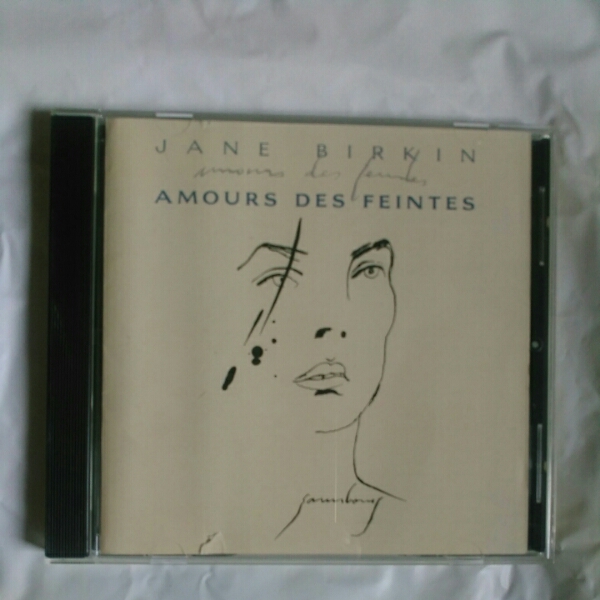 JANE BIRKIN
amours des feintes
AMOURS DES FEINTES
gainsbourg